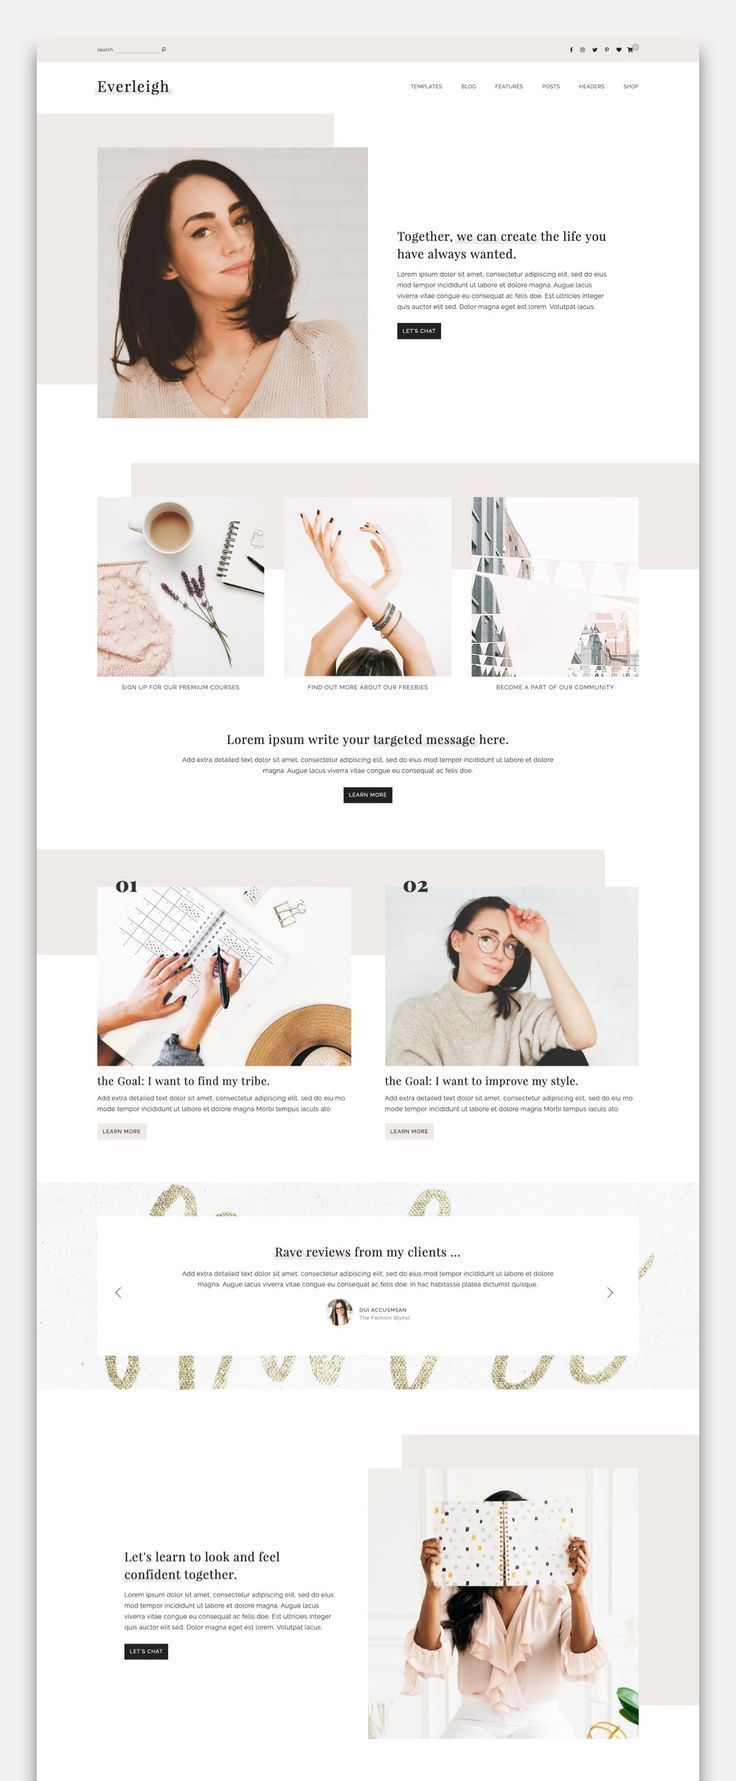 search
0
Everleigh
TEMPLATES BLOG FEATURES POSTS HEADERS SHOP
Together, we can create the life you
have always wanted.
Lorem ipsum dolor sit amet, consectetur adipiscing elit, sed do eius
mod tempor incididunt ut labore et dolore magna. Augue lacus
viverra vitae congue eu consequat ac felis doe. Est ultricies integer
quis auctor elit sed. Dolor magna eget est lorem. Volutpat lacus.
LET'S CHAT
SIGN UP FOR OUR PREMIUM COURSES
FIND OUT MORE ABOUT OUR FREEBIES
BECOME A PART OF OUR COMMUNITY
Lorem ipsum write your targeted message here.
Add extra detailed text dolor sit amet, consectetur adipiscing elit, sed do eius mod tempor incididunt ut labore et dolore
magna. Augue lacus viverra vitae congue eu consequat ac felis doe.
LEARN MORE
01
the Goal: I want to find my tribe.
Add extra detailed text dolor sit amet, consectetur adipiscing elit, sed do eiu mo
mode tempor incididunt ut labore et dolore magna Morbi tempus iaculs ato
LEARN MORE
02
the Goal: I want to improve my style.
Add extra detailed text dolor sit amet, consectetur adipiscing elit, sed do eiu mo
mode tempor incididunt ut labore et dolore magna Morbi tempus iaculs ato.
LEARN MORE
Rave reviews from my clients ...
Add extra detailed text dolor sit amet, consectetur adipiscing elit, sed do eius mod tempor incididunt ut labore et dolore
magna. Augue lacus viverra vitae congue eu consequat ac felis doe. In hac habitasse platea dictumst quisque.
DUI ACCUSMSAN
The Fashion Stylist
Let's learn to look and feel
confident together.
Lorem ipsum dolor sit amet, consectetur adipiscing elit, sed do eius
mod tempor incididunt ut labore et dolore magna. Augue lacus
viverra vitae congue eu consequat ac felis doe. Est ultricies integer
quis auctor elit sed. Dolor magna eget est lorem. Volutpat lacus.
LET'S CHAT